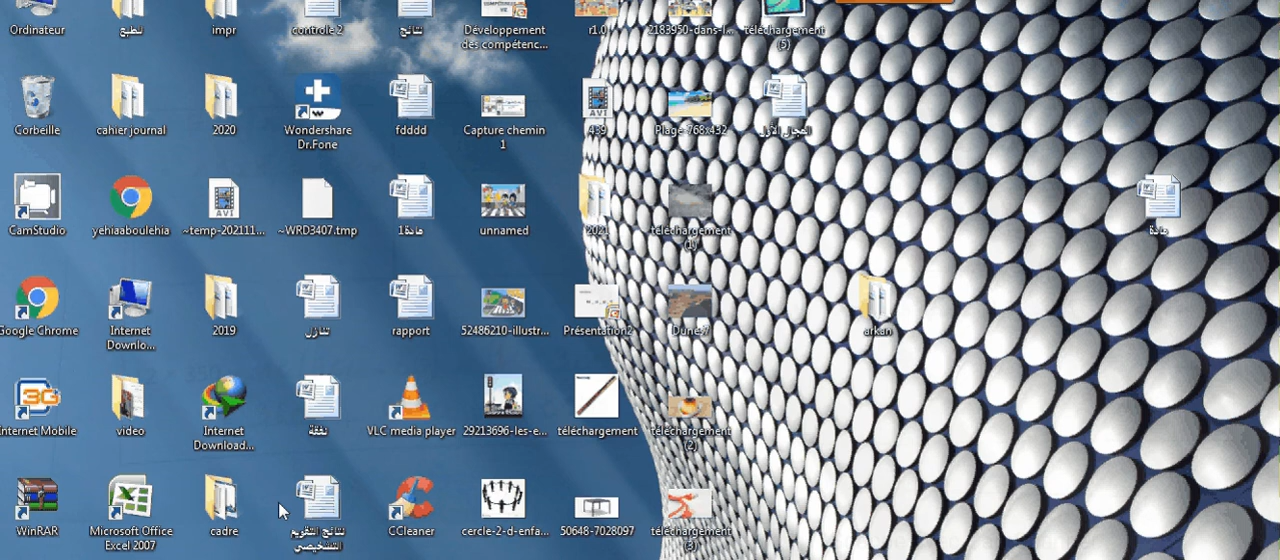 Ordinateur
للطبع
impr
controle 2
نتائج
Développement
des compétenc...
r1.0
2183950-dans-l...
téléchargement
(5)
Corbeille
cahier journal
2020
Wondershare
Dr.Fone
fdddd
Capture chemin
1
439
Plage-768x432
المجال الأول
CamStudio
yehiaaboulehia
~temp-202111...
~WRD3407.tmp
مادة1
unnamed
2021
téléchargement
(1)
مادة
Google Chrome
Internet
Downlo...
2019
تنازل
rapport
52486210-illustr...
Présentation2
Dune-7
arkan
Internet Mobile
video
Internet
Download...
نفقة
VLC media player
29213696-les-e...
téléchargement
téléchargement
(2)
WinRAR
Microsoft Office
Excel 2007
cadre
نتائج التقويم
التشخيصي
CCleaner
cercle-2-d-enfa...
50648-7028097
téléchargement
(3)